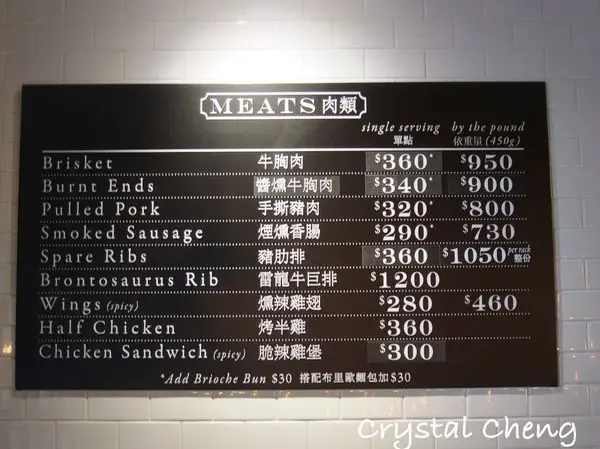 MEATS 肉類
single serving by the pound
單點 依重量 (450g)
Brisket 牛胸肉 $360* $950
Burnt Ends 醬燻牛胸肉 $340* $900
Pulled Pork 手撕豬肉 $320* $800
Smoked Sausage 煙燻香腸 $290* $730
Spare Ribs 豬肋排 $360 $1050 per rack 整份
Brontosaurus Rib 雷龍牛巨排 $1200
Wings (spicy) 燻辣雞翅 $280 $460
Half Chicken 烤半雞 $360
Chicken Sandwich (spicy) 脆辣雞堡 $300
*Add Brioche Bun $30 搭配布里歐麵包加$30
Crystal Cheng